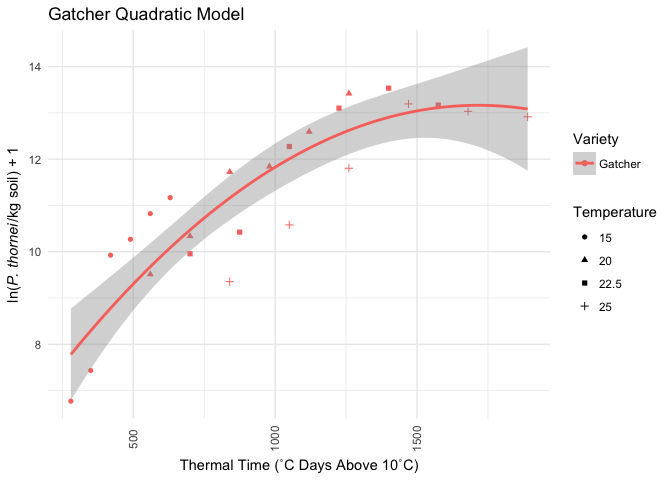 Gatcher Quadratic Model
14
12
10
8
ln(P. thornei/kg soil) + 1
500
1000
1500
Thermal Time (˚C Days Above 10˚C)
Variety
Gatcher
Temperature
15
20
22.5
25